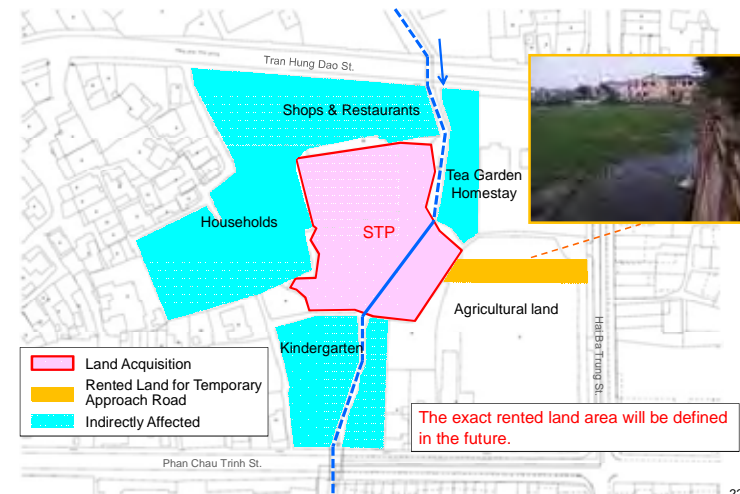 Tran Hung Dao St.
Shops & Restaurants
Tea Garden
Homestay
Households
STP
Agricultural land
Hai Ba Trung St.
Kindergarten
Land Acquisition
Rented Land for Temporary
Approach Road
Indirectly Affected
The exact rented land area will be defined
in the future.
Phan Chau Trinh St.